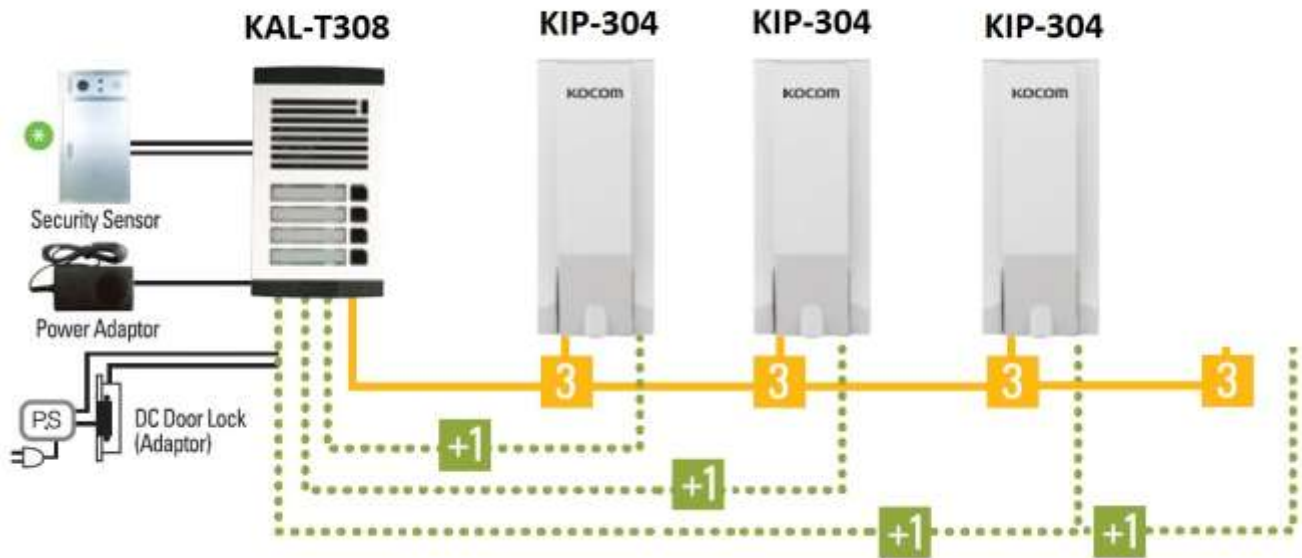 KAL-T308
KIP-304
KIP-304
KIP-304
KOCOM
KOCOM
KOCOM
*
Security Sensor
Power Adaptor
P.S
DC Door Lock
(Adaptor)
3
3
3
3
+1
+1
+1
+1